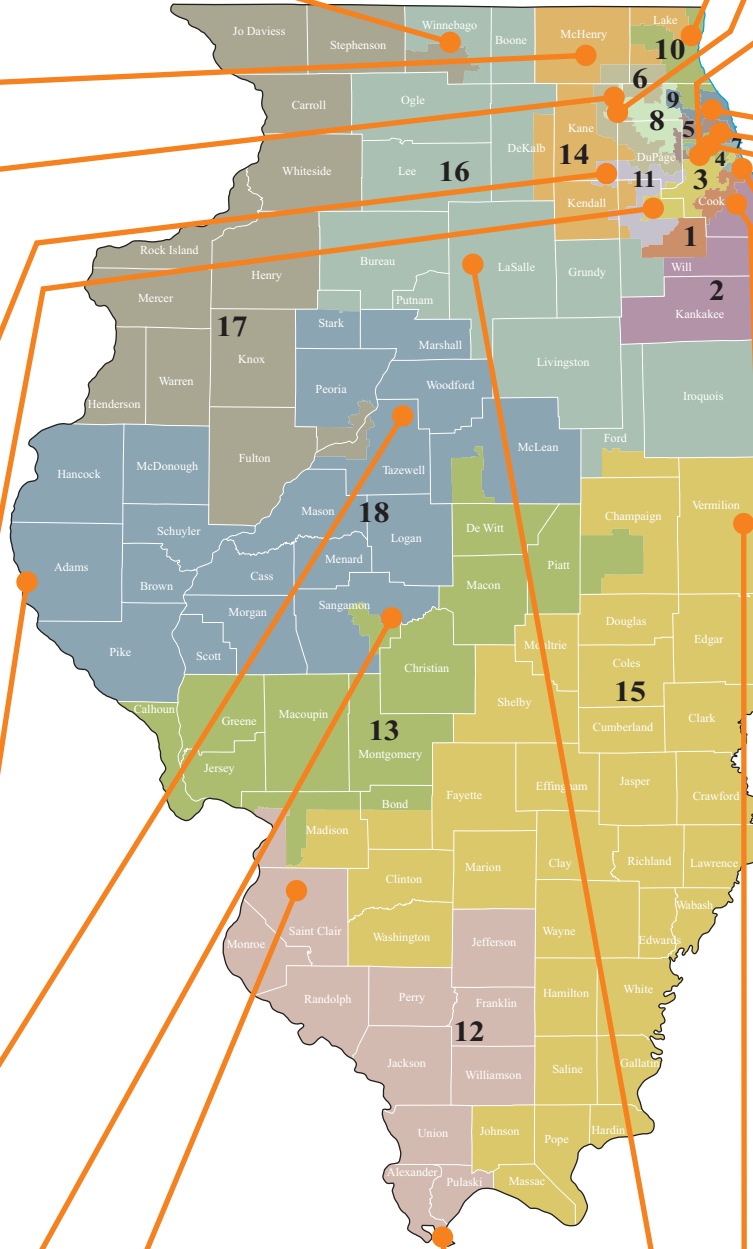 Lake
Winnebago
Jo Daviess
McHenry
Boone
Stephenson
10
6
Carroll
Ogle
9
8
5
Kane
7
DeKalb
14
DuPage
4
Whiteside
Lee
16
11
3
Kendall
Cook
1
Rock Island
Bureau
LaSalle
Will
Henry
Grundy
2
Mercer
Putnam
Kankakee
17
Stark
Marshall
Knox
Livingston
Warren
Peoria
Woodford
Iroquois
Henderson
Ford
McLean
Fulton
McDonough
Hancock
Tazewell
Vermilion
Mason
18
Champaign
Schuyler
De Witt
Logan
Menard
Adams
Piatt
Cass
Brown
Macon
Sangamon
Morgan
Douglas
Edgar
Moultrie
Pike
Scott
Coles
Christian
15
Shelby
Calhoun
Macoupin
Clark
Greene
13
Cumberland
Montgomery
Jersey
Jasper
Effingham
Fayette
Crawford
Bond
Madison
Richland
Lawrence
Clay
Marion
Clinton
Wabash
Saint Clair
Wayne
Washington
Edwards
Monroe
Jefferson
White
Hamilton
Perry
Randolph
Franklin
12
Jackson
Gallatin
Saline
Williamson
Hardin
Union
Johnson
Pope
Alexander
Pulaski
Massac